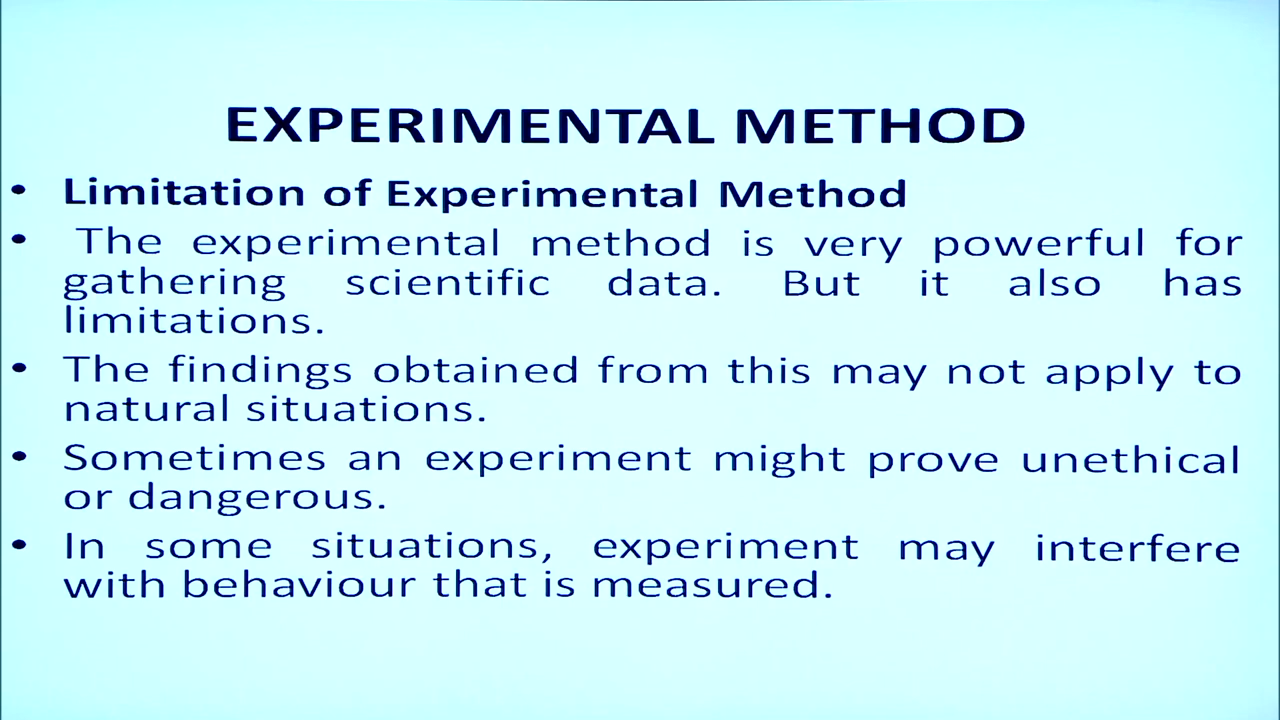 EXPERIMENTAL METHOD
• Limitation of Experimental Method
• The experimental method is very powerful for
gathering scientific data. But it also has
limitations.
• The findings obtained from this may not apply to
natural situations.
• Sometimes an experiment might prove unethical
or dangerous.
• In some situations, experiment may interfere
with behaviour that is measured.